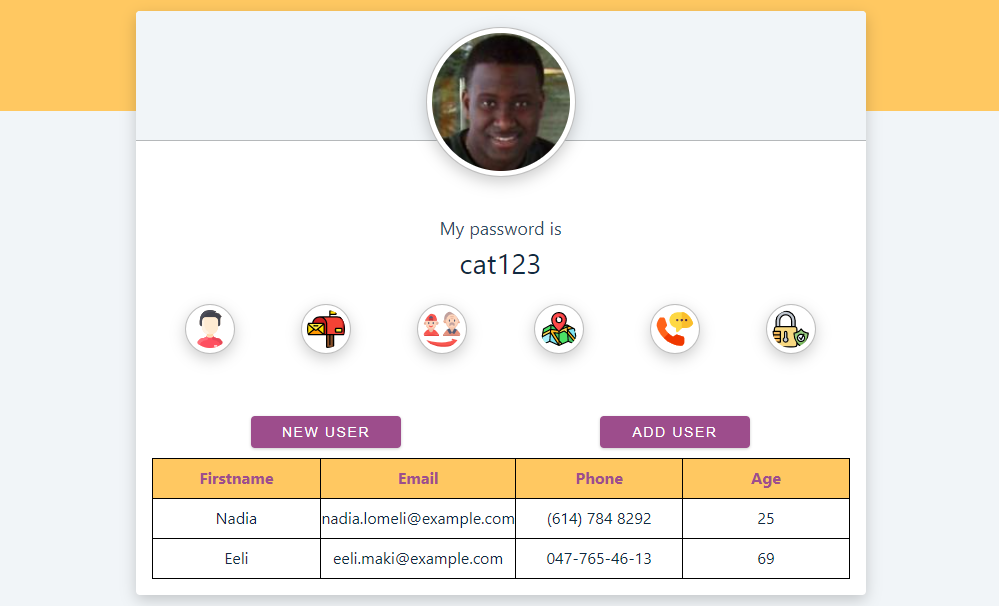 My password is
cat123
NEW USER ADD USER
Firstname Email Phone Age
Nadia nadia.lomeli@example.com (614) 784 8292 25
Eeli eeli.maki@example.com 047-765-46-13 69